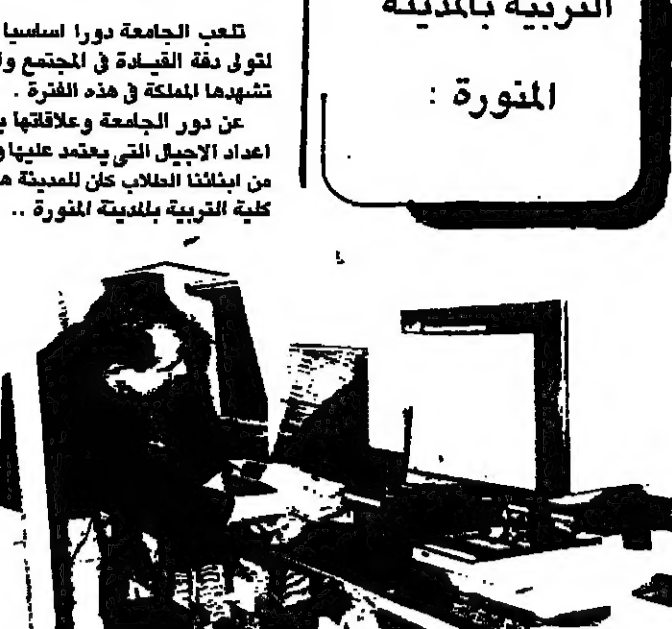 التربية بالمدينة
المنورة :
تلعب الجامعة دورا اساسيا
لتولى دفة القيادة في المجتمع
تشهدها المملكة في هذه الفترة .
عن دور الجامعة وعلاقاتها
اعداد الاجيال التي يعتمد عليها
من ابنائنا الطلاب كان للمدينة
كلية التربية بالمدينة المنورة ..